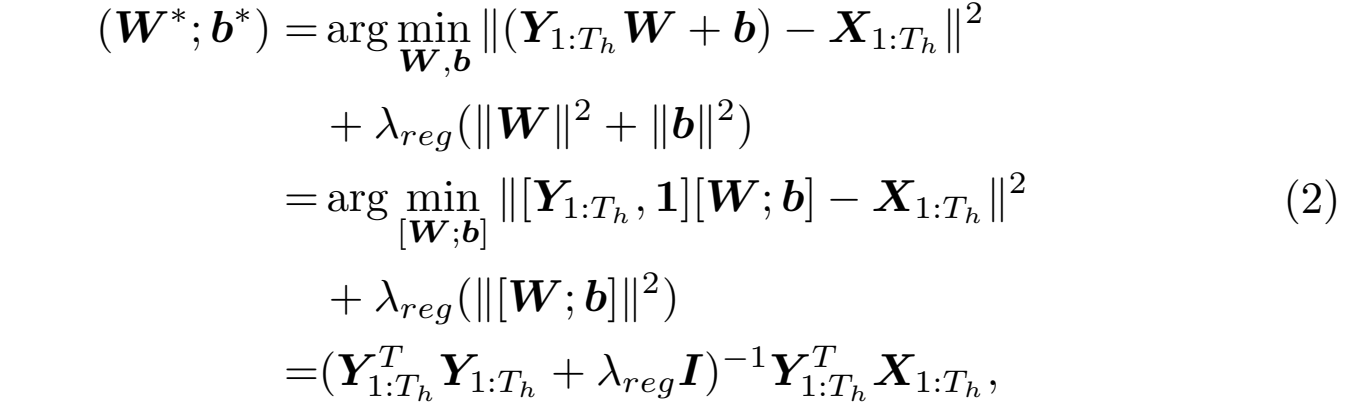 (W*; b*) = arg min_{W,b} ‖(Y_{1:T_h} W + b) − X_{1:T_h}‖²
+ λ_{reg}(‖W‖² + ‖b‖²)
= arg min_{[W;b]} ‖[Y_{1:T_h}, 1][W; b] − X_{1:T_h}‖² (2)
+ λ_{reg}(‖[W; b]‖²)
=(Y_{1:T_h}^T Y_{1:T_h} + λ_{reg} I)^{−1} Y_{1:T_h}^T X_{1:T_h},